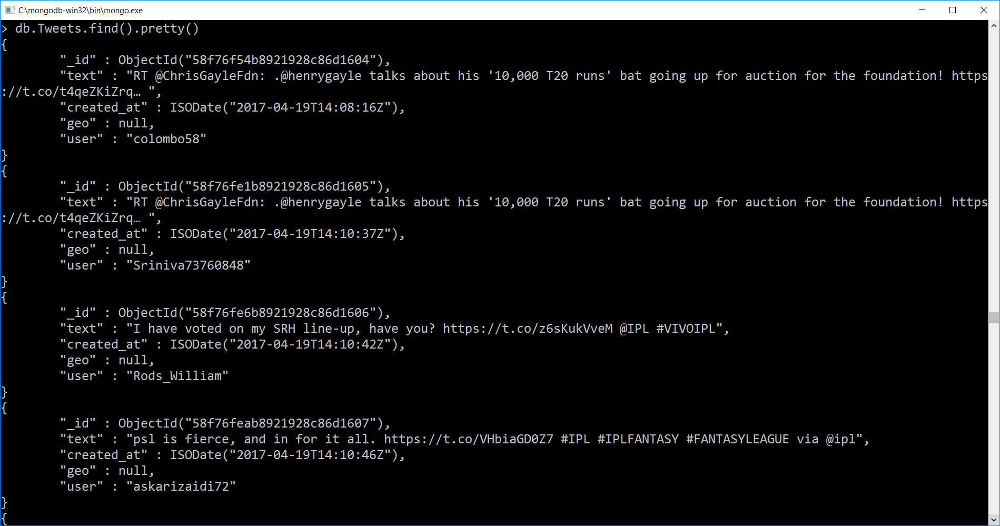 C:\mongodb-win32\bin\mongo.exe
> db.Tweets.find().pretty()
{
"_id" : ObjectId("58f76f54b8921928c86d1604"),
"text" : "RT @ChrisGayleFdn: .@henrygayle talks about his '10,000 T20 runs' bat going up for auction for the foundation! https
://t.co/t4qeZKiZrq… ",
"created_at" : ISODate("2017-04-19T14:08:16Z"),
"geo" : null,
"user" : "colombo58"
}
{
"_id" : ObjectId("58f76fe1b8921928c86d1605"),
"text" : "RT @ChrisGayleFdn: .@henrygayle talks about his '10,000 T20 runs' bat going up for auction for the foundation! https
://t.co/t4qeZKiZrq… ",
"created_at" : ISODate("2017-04-19T14:10:37Z"),
"geo" : null,
"user" : "Sriniva73760848"
}
{
"_id" : ObjectId("58f76fe6b8921928c86d1606"),
"text" : "I have voted on my SRH line-up, have you? https://t.co/z6sKukVveM @IPL #VIVOIPL",
"created_at" : ISODate("2017-04-19T14:10:42Z"),
"geo" : null,
"user" : "Rods_William"
}
{
"_id" : ObjectId("58f76feab8921928c86d1607"),
"text" : "psl is fierce, and in for it all. https://t.co/VHbiaGD0Z7 #IPL #IPLFANTASY #FANTASYLEAGUE via @ipl",
"created_at" : ISODate("2017-04-19T14:10:46Z"),
"geo" : null,
"user" : "askarizaidi72"
}
{